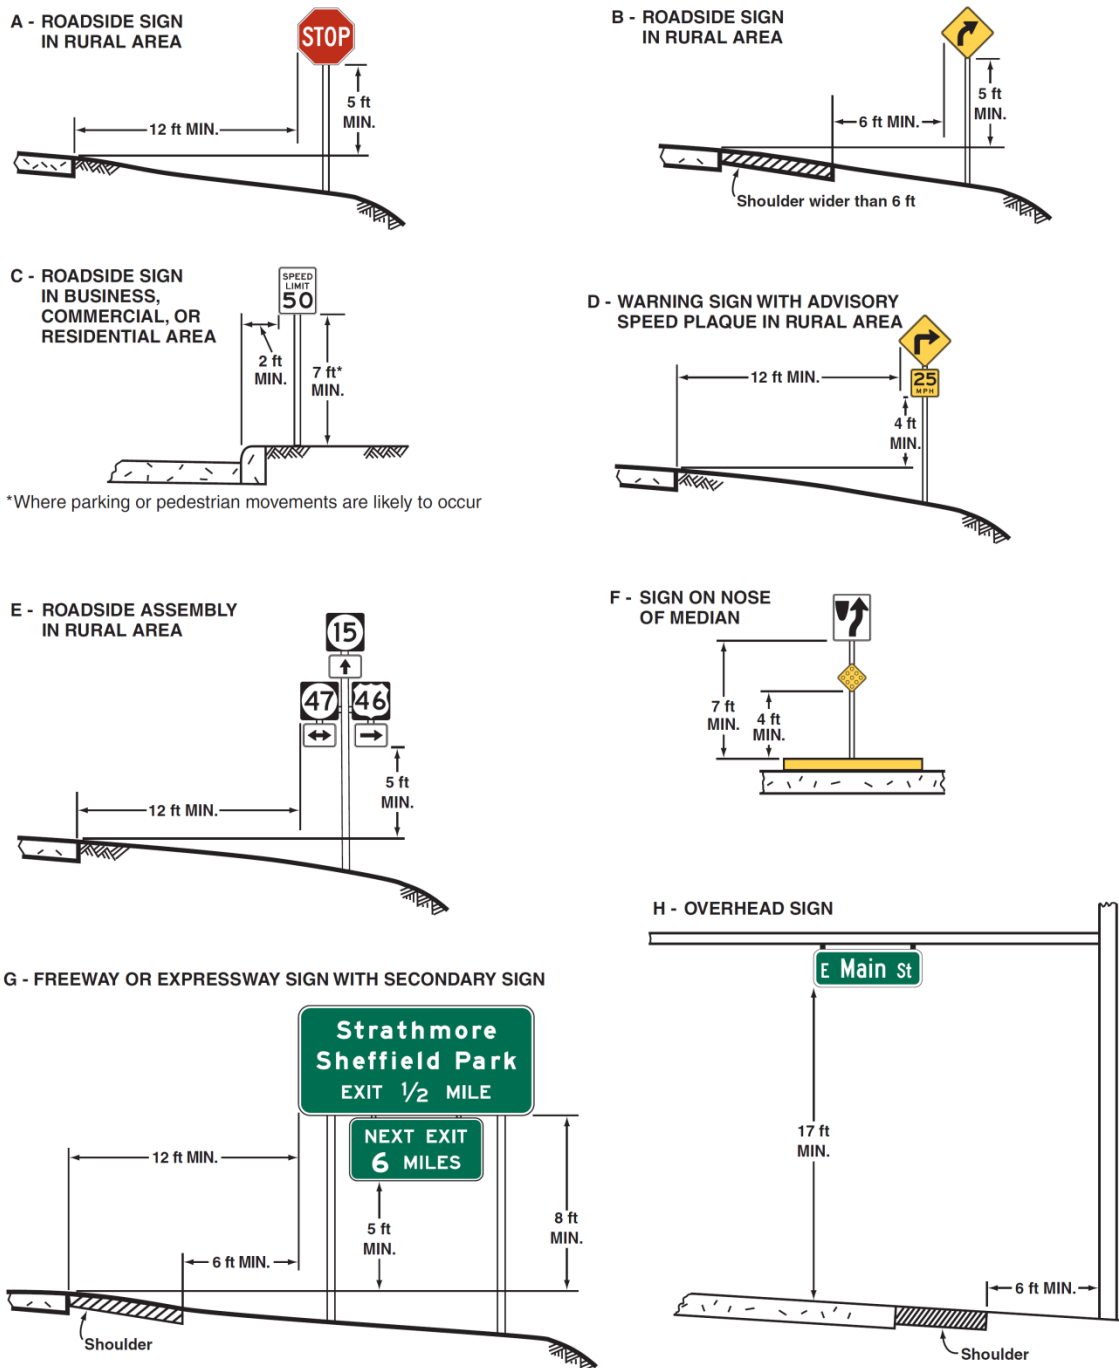 A - ROADSIDE SIGN
IN RURAL AREA
STOP
5 ft
MIN.
12 ft MIN.
B - ROADSIDE SIGN
IN RURAL AREA
5 ft
MIN.
6 ft MIN.
Shoulder wider than 6 ft
C - ROADSIDE SIGN
IN BUSINESS,
COMMERCIAL, OR
RESIDENTIAL AREA
SPEED
LIMIT
50
2 ft
MIN.
7 ft*
MIN.
*Where parking or pedestrian movements are likely to occur
D - WARNING SIGN WITH ADVISORY
SPEED PLAQUE IN RURAL AREA
12 ft MIN.
25
MPH
4 ft
MIN.
E - ROADSIDE ASSEMBLY
IN RURAL AREA
15
47
46
5 ft
MIN.
12 ft MIN.
F - SIGN ON NOSE
OF MEDIAN
7 ft
MIN.
4 ft
MIN.
G - FREEWAY OR EXPRESSWAY SIGN WITH SECONDARY SIGN
Strathmore
Sheffield Park
EXIT 1/2 MILE
NEXT EXIT
6 MILES
12 ft MIN.
5 ft
MIN.
8 ft
MIN.
6 ft MIN.
Shoulder
H - OVERHEAD SIGN
E Main St
17 ft
MIN.
6 ft MIN.
Shoulder